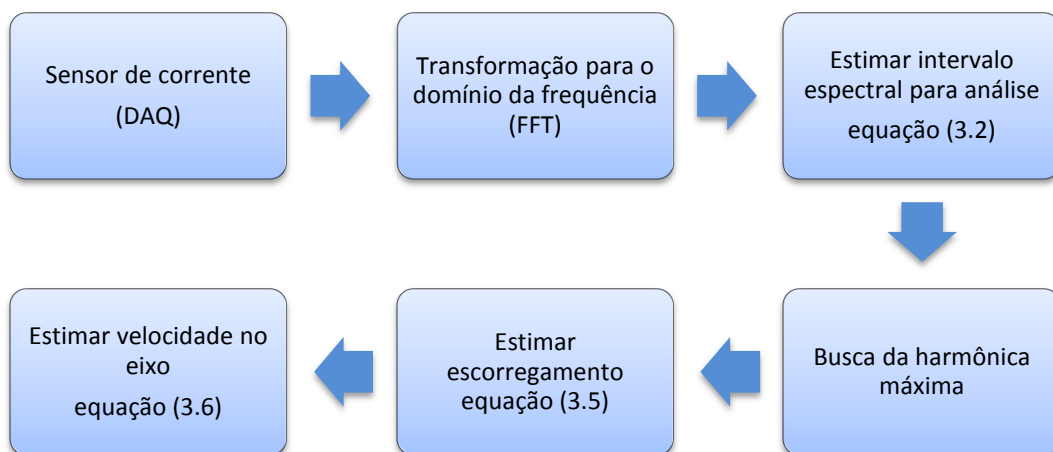 Sensor de corrente
(DAQ)
Transformação para o
domínio da frequência
(FFT)
Estimar intervalo
espectral para análise
equação (3.2)
Busca da harmônica
máxima
Estimar
escorregamento
equação (3.5)
Estimar velocidade no
eixo
equação (3.6)